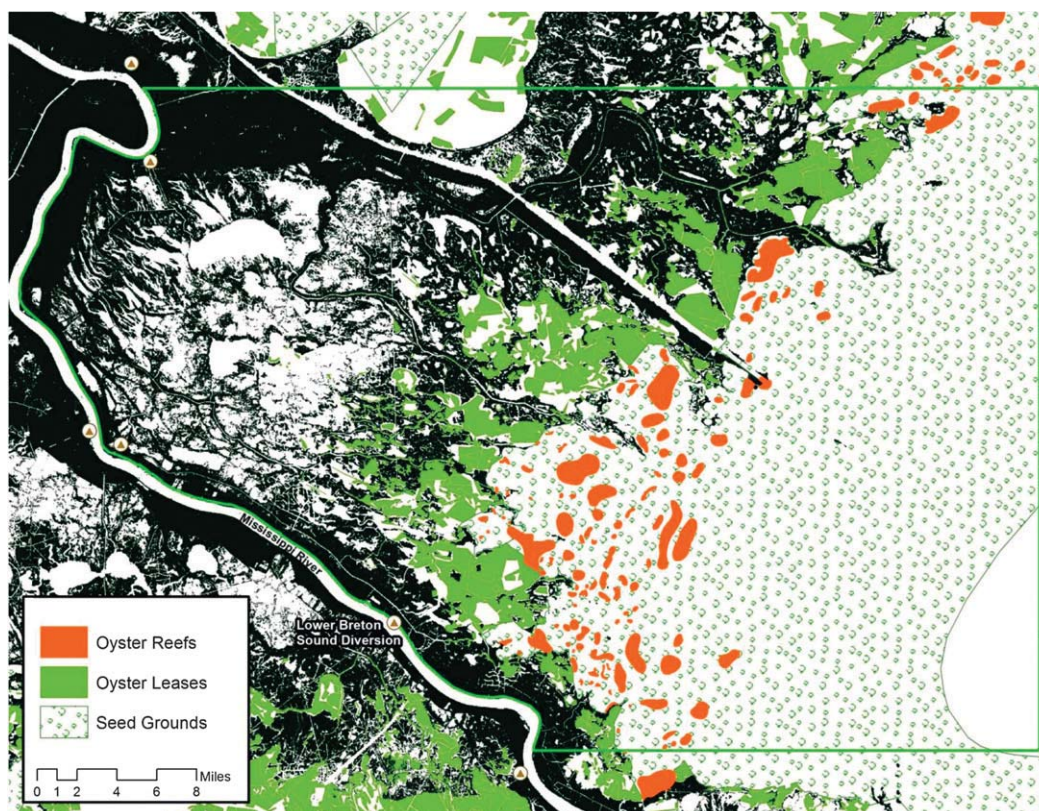 Mississippi River
Lower Breton
Sound Diversion
Oyster Reefs
Oyster Leases
Seed Grounds
Miles
0 1 2 4 6 8